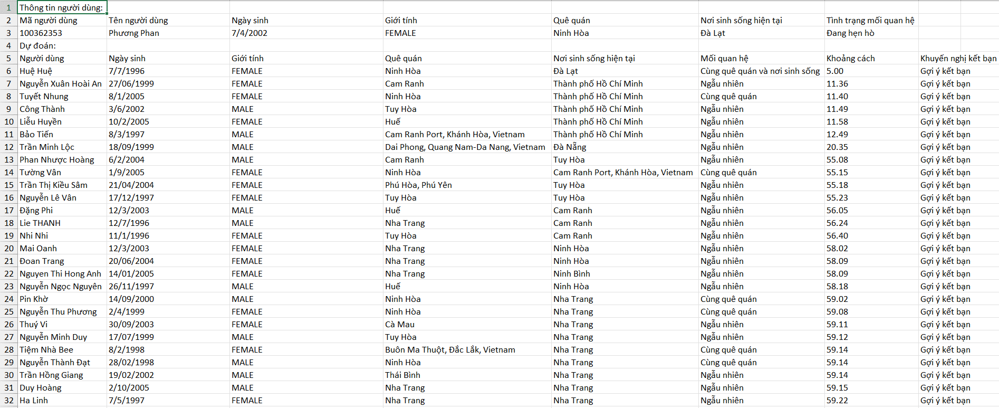 1 Thông tin người dùng:
2 Mã người dùng Tên người dùng Ngày sinh Giới tính Quê quán Nơi sinh sống hiện tại Tình trạng mối quan hệ
3 100362353 Phương Phan 7/4/2002 FEMALE Ninh Hòa Đà Lạt Đang hẹn hò
4 Dự đoán:
5 Người dùng Ngày sinh Giới tính Quê quán Nơi sinh sống hiện tại Mối quan hệ Khoảng cách Khuyến nghị kết bạn
6 Huệ Huệ 7/7/1996 FEMALE Ninh Hòa Đà Lạt Cùng quê quán và nơi sinh sống 5.00 Gợi ý kết bạn
7 Nguyễn Xuân Hoài An 27/06/1999 FEMALE Cam Ranh Thành phố Hồ Chí Minh Ngẫu nhiên 11.36 Gợi ý kết bạn
8 Tuyết Nhung 8/1/2005 FEMALE Ninh Hòa Thành phố Hồ Chí Minh Cùng quê quán 11.40 Gợi ý kết bạn
9 Công Thành 3/6/2002 MALE Tuy Hòa Thành phố Hồ Chí Minh Ngẫu nhiên 11.49 Gợi ý kết bạn
10 Liễu Huyền 10/2/2005 FEMALE Huế Thành phố Hồ Chí Minh Ngẫu nhiên 11.58 Gợi ý kết bạn
11 Bảo Tiến 8/3/1997 MALE Cam Ranh Port, Khánh Hòa, Vietnam Thành phố Hồ Chí Minh Ngẫu nhiên 12.49 Gợi ý kết bạn
12 Trần Minh Lộc 18/09/1999 MALE Dai Phong, Quang Nam-Da Nang, Vietnam Đà Nẵng Ngẫu nhiên 20.35 Gợi ý kết bạn
13 Phan Nhược Hoàng 6/2/2004 MALE Cam Ranh Tuy Hòa Ngẫu nhiên 55.08 Gợi ý kết bạn
14 Tường Vân 1/9/2005 FEMALE Ninh Hòa Cam Ranh Port, Khánh Hòa, Vietnam Cùng quê quán 55.15 Gợi ý kết bạn
15 Trần Thị Kiều Sâm 21/04/2004 FEMALE Phú Hòa, Phú Yên Tuy Hòa Ngẫu nhiên 55.18 Gợi ý kết bạn
16 Nguyễn Lê Vân 17/12/1997 FEMALE Tuy Hòa Tuy Hòa Ngẫu nhiên 55.23 Gợi ý kết bạn
17 Đặng Phi 12/3/2003 MALE Huế Cam Ranh Ngẫu nhiên 56.05 Gợi ý kết bạn
18 Lie THANH 12/7/1996 MALE Nha Trang Cam Ranh Ngẫu nhiên 56.24 Gợi ý kết bạn
19 Nhi Nhi 11/1/1996 FEMALE Tuy Hòa Cam Ranh Ngẫu nhiên 56.40 Gợi ý kết bạn
20 Mai Oanh 12/3/2003 FEMALE Nha Trang Ninh Hòa Ngẫu nhiên 58.02 Gợi ý kết bạn
21 Đoan Trang 20/06/2004 FEMALE Nha Trang Ninh Hòa Ngẫu nhiên 58.09 Gợi ý kết bạn
22 Nguyen Thi Hong Anh 14/01/2005 FEMALE Nha Trang Ninh Bình Ngẫu nhiên 58.09 Gợi ý kết bạn
23 Nguyễn Ngọc Nguyên 26/11/1997 MALE Huế Ninh Hòa Ngẫu nhiên 58.18 Gợi ý kết bạn
24 Pin Khờ 14/09/2000 MALE Ninh Hòa Nha Trang Cùng quê quán 59.02 Gợi ý kết bạn
25 Nguyễn Thu Phương 2/4/1999 FEMALE Ninh Hòa Nha Trang Cùng quê quán 59.08 Gợi ý kết bạn
26 Thuý Vi 30/09/2003 FEMALE Cà Mau Nha Trang Ngẫu nhiên 59.11 Gợi ý kết bạn
27 Nguyễn Minh Duy 17/07/1999 MALE Tuy Hòa Nha Trang Ngẫu nhiên 59.12 Gợi ý kết bạn
28 Tiệm Nhà Bee 8/2/1998 FEMALE Buôn Ma Thuột, Đắc Lắk, Vietnam Nha Trang Cùng quê quán 59.14 Gợi ý kết bạn
29 Nguyễn Thành Đạt 28/02/1998 MALE Ninh Hòa Nha Trang Cùng quê quán 59.14 Gợi ý kết bạn
30 Trần Hồng Giang 19/02/2002 MALE Thái Bình Nha Trang Ngẫu nhiên 59.14 Gợi ý kết bạn
31 Duy Hoàng 2/10/2005 MALE Nha Trang Nha Trang Ngẫu nhiên 59.15 Gợi ý kết bạn
32 Ha Linh 7/5/1997 FEMALE Nha Trang Nha Trang Ngẫu nhiên 59.22 Gợi ý kết bạn